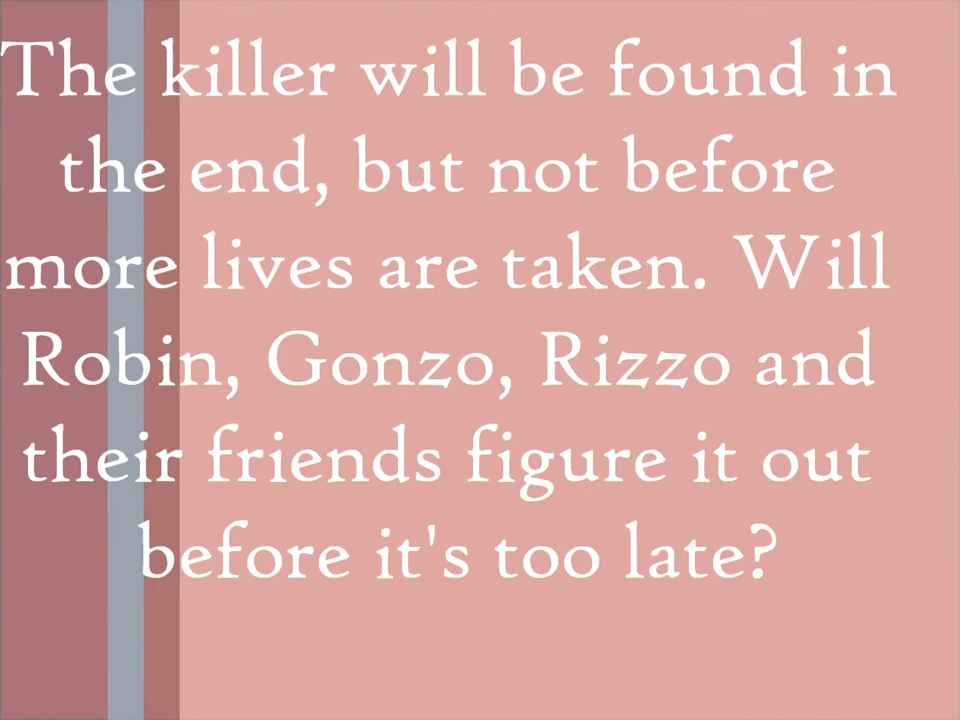 The killer will be found in
the end, but not before
more lives are taken. Will
Robin, Gonzo, Rizzo and
their friends figure it out
before it's too late?